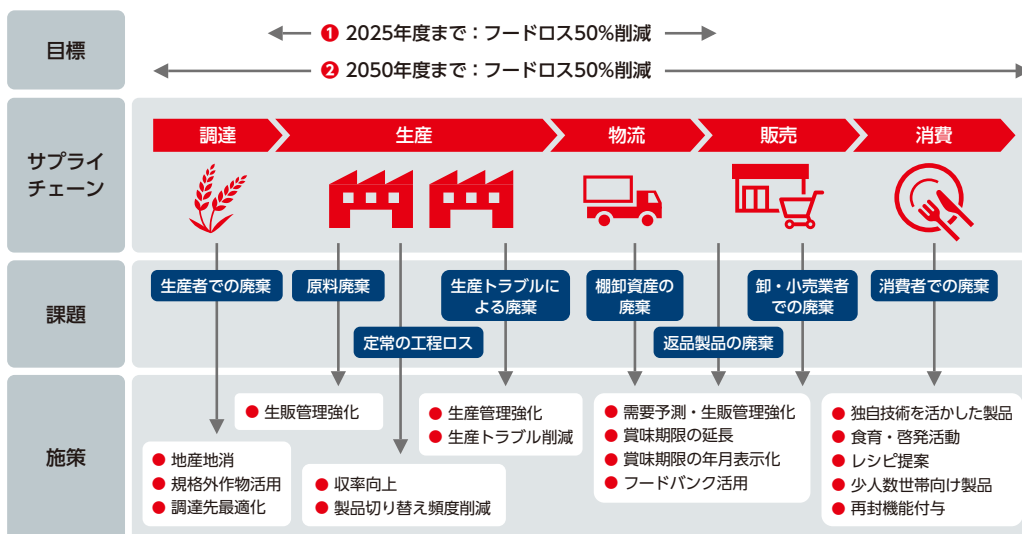 目標
❶ 2025年度まで：フードロス50%削減
❷ 2050年度まで：フードロス50%削減
サプライ
チェーン
調達
生産
物流
販売
消費
課題
生産者での廃棄
原料廃棄
定常の工程ロス
生産トラブルに
よる廃棄
棚卸資産の
廃棄
返品製品の廃棄
卸・小売業者
での廃棄
消費者での廃棄
施策
● 地産地消
● 規格外作物活用
● 調達先最適化
● 生販管理強化
● 収率向上
● 製品切り替え頻度削減
● 生産管理強化
● 生産トラブル削減
● 需要予測・生販管理強化
● 賞味期限の延長
● 賞味期限の年月表示化
● フードバンク活用
● 独自技術を活かした製品
● 食育・啓発活動
● レシピ提案
● 少人数世帯向け製品
● 再封機能付与